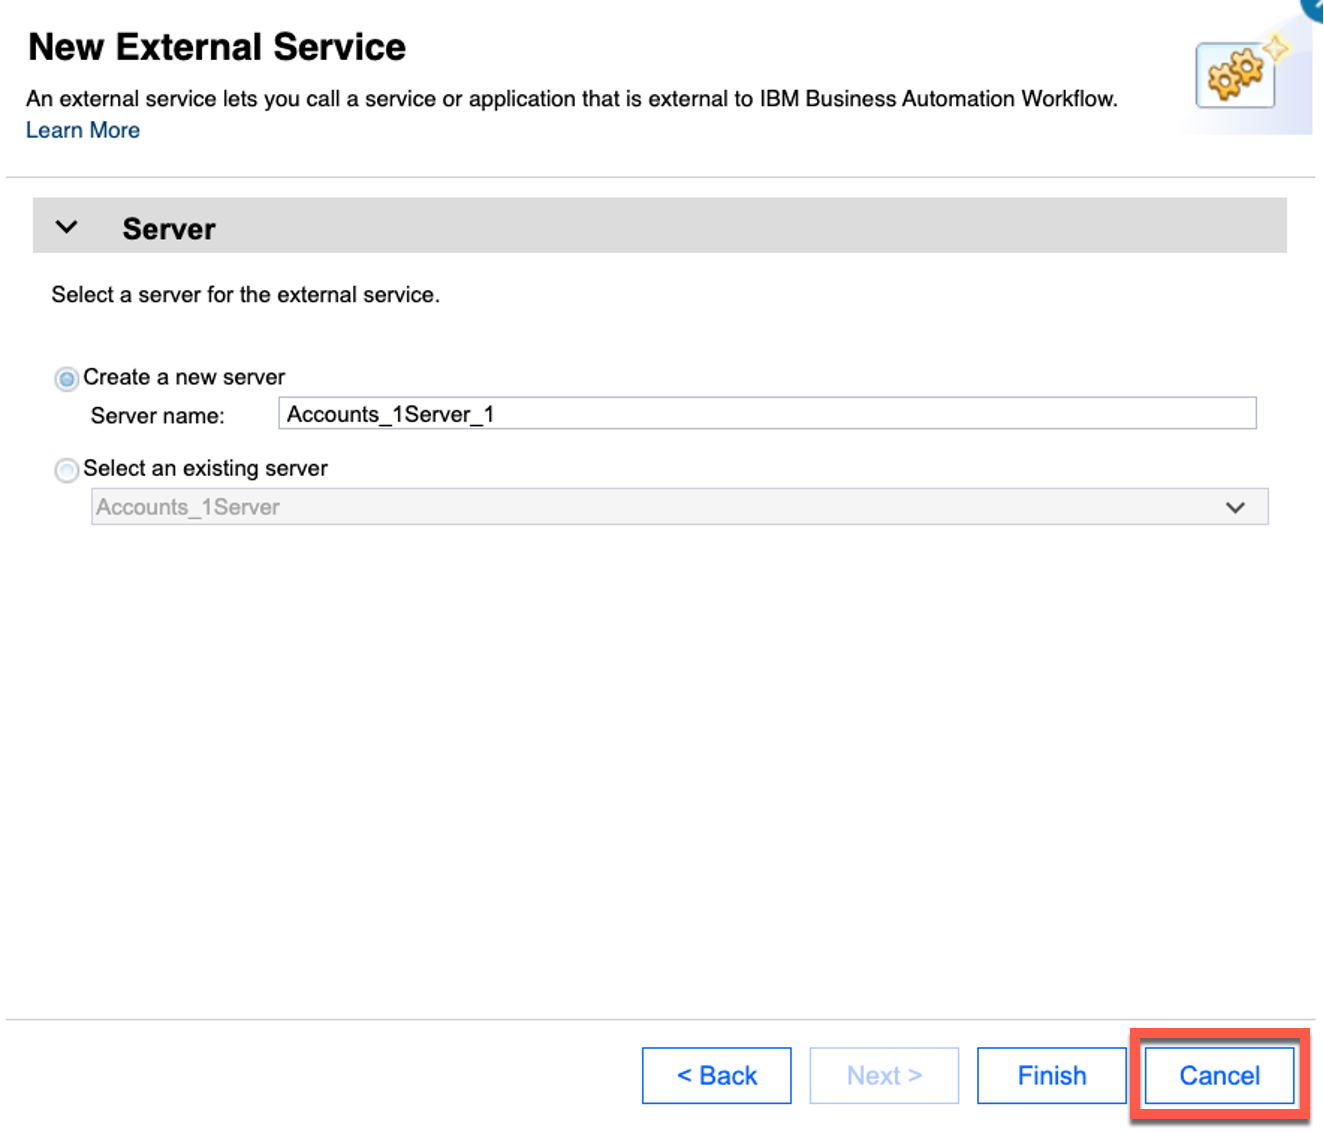 New External Service
An external service lets you call a service or application that is external to IBM Business Automation Workflow.
Learn More
Server
Select a server for the external service.
Create a new server
Server name: Accounts_1Server_1
Select an existing server
Accounts_1Server
< Back Next > Finish Cancel